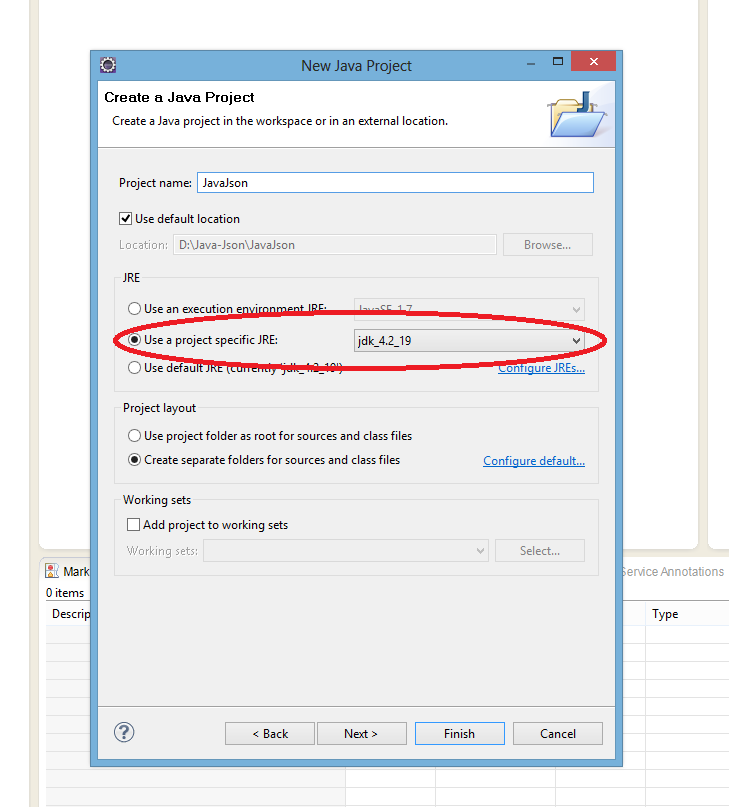 New Java Project
Create a Java Project
Create a Java project in the workspace or in an external location.
Project name: JavaJson
Use default location
Location: D:\Java-Json\JavaJson Browse...
JRE
Use an execution environment JRE: JavaSE-1.7
Use a project specific JRE: jdk_4.2_19
Use default JRE (currently 'jdk_4.2_19') Configure JREs...
Project layout
Use project folder as root for sources and class files
Create separate folders for sources and class files Configure default...
Working sets
Add project to working sets
Working sets: Select...
Mark Service Annotations
0 items
Descrip Type
? < Back Next > Finish Cancel